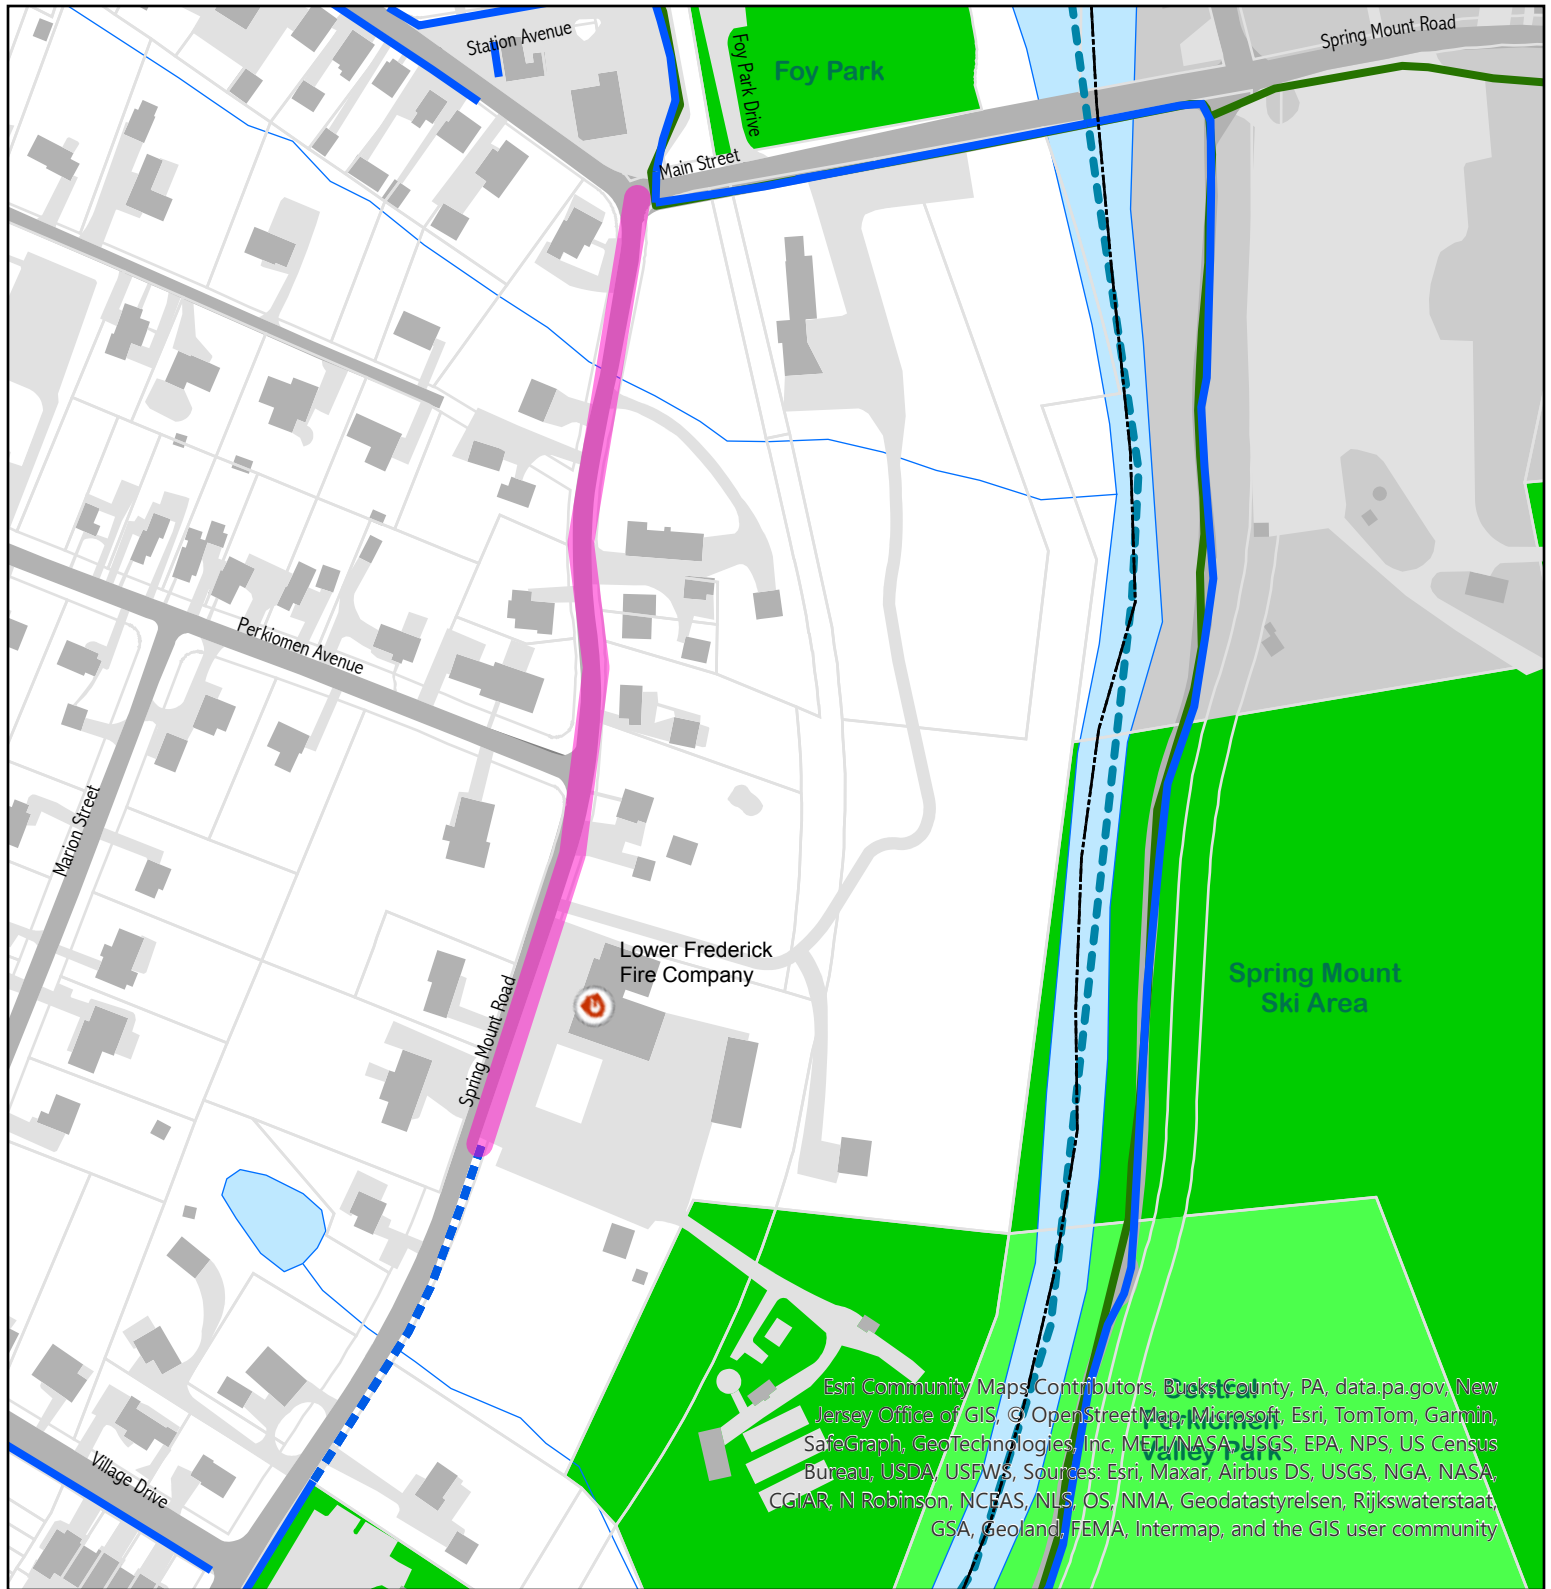 Station Avenue
Foy Park Drive
Foy Park
Spring Mount Road
Main Street
Perkiomen Avenue
Marion Street
Lower Frederick
Fire Company
Spring Mount Road
Spring Mount
Ski Area
Central
Perkiomen
Valley Park
Village Drive
Esri Community Maps Contributors, Bucks County, PA, data.pa.gov, New
Jersey Office of GIS, © OpenStreetMap, Microsoft, Esri, TomTom, Garmin,
SafeGraph, GeoTechnologies, Inc, METI/NASA, USGS, EPA, NPS, US Census
Bureau, USDA, USFWS, Sources: Esri, Maxar, Airbus DS, USGS, NGA, NASA,
CGIAR, N Robinson, NCEAS, NLS, OS, NMA, Geodatastyrelsen, Rijkswaterstaat,
GSA, Geoland, FEMA, Intermap, and the GIS user community